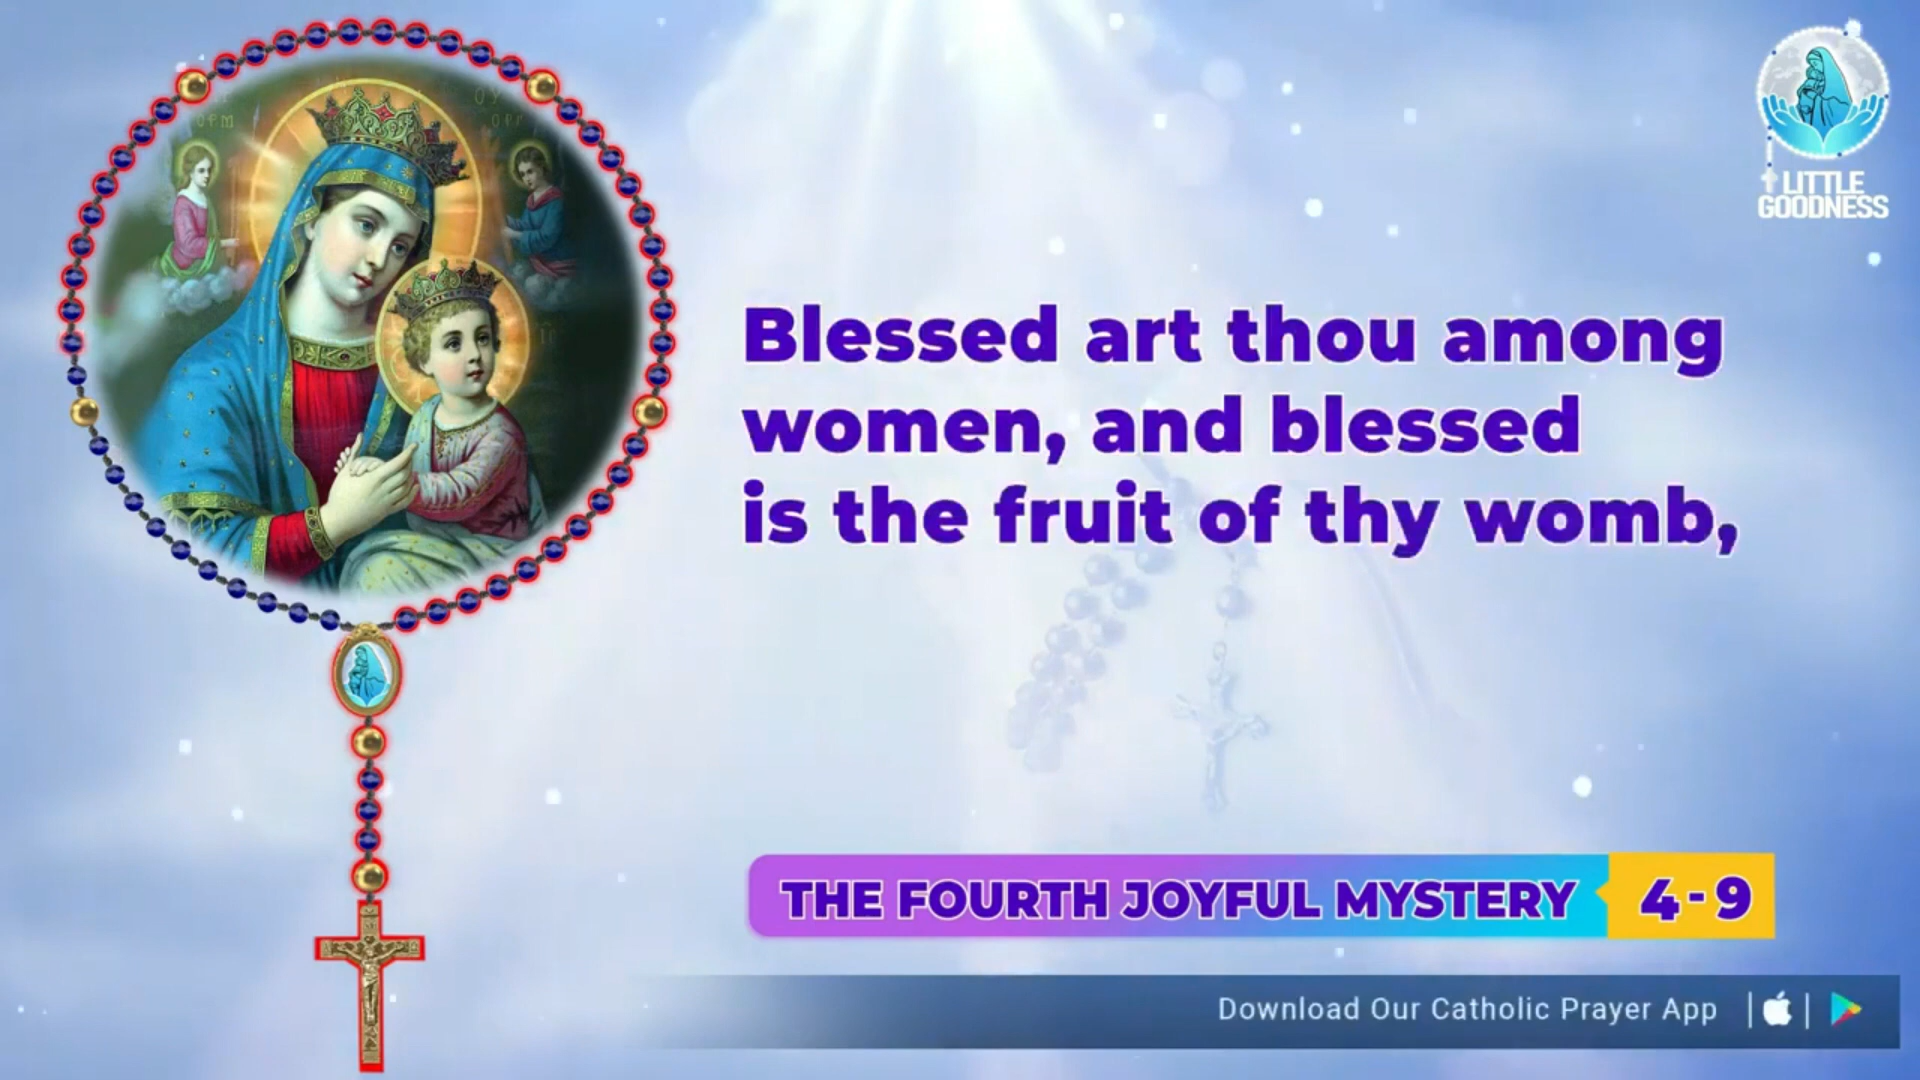 LITTLE
GOODNESS
Blessed art thou among
women, and blessed
is the fruit of thy womb,
THE FOURTH JOYFUL MYSTERY 4-9
Download Our Catholic Prayer App